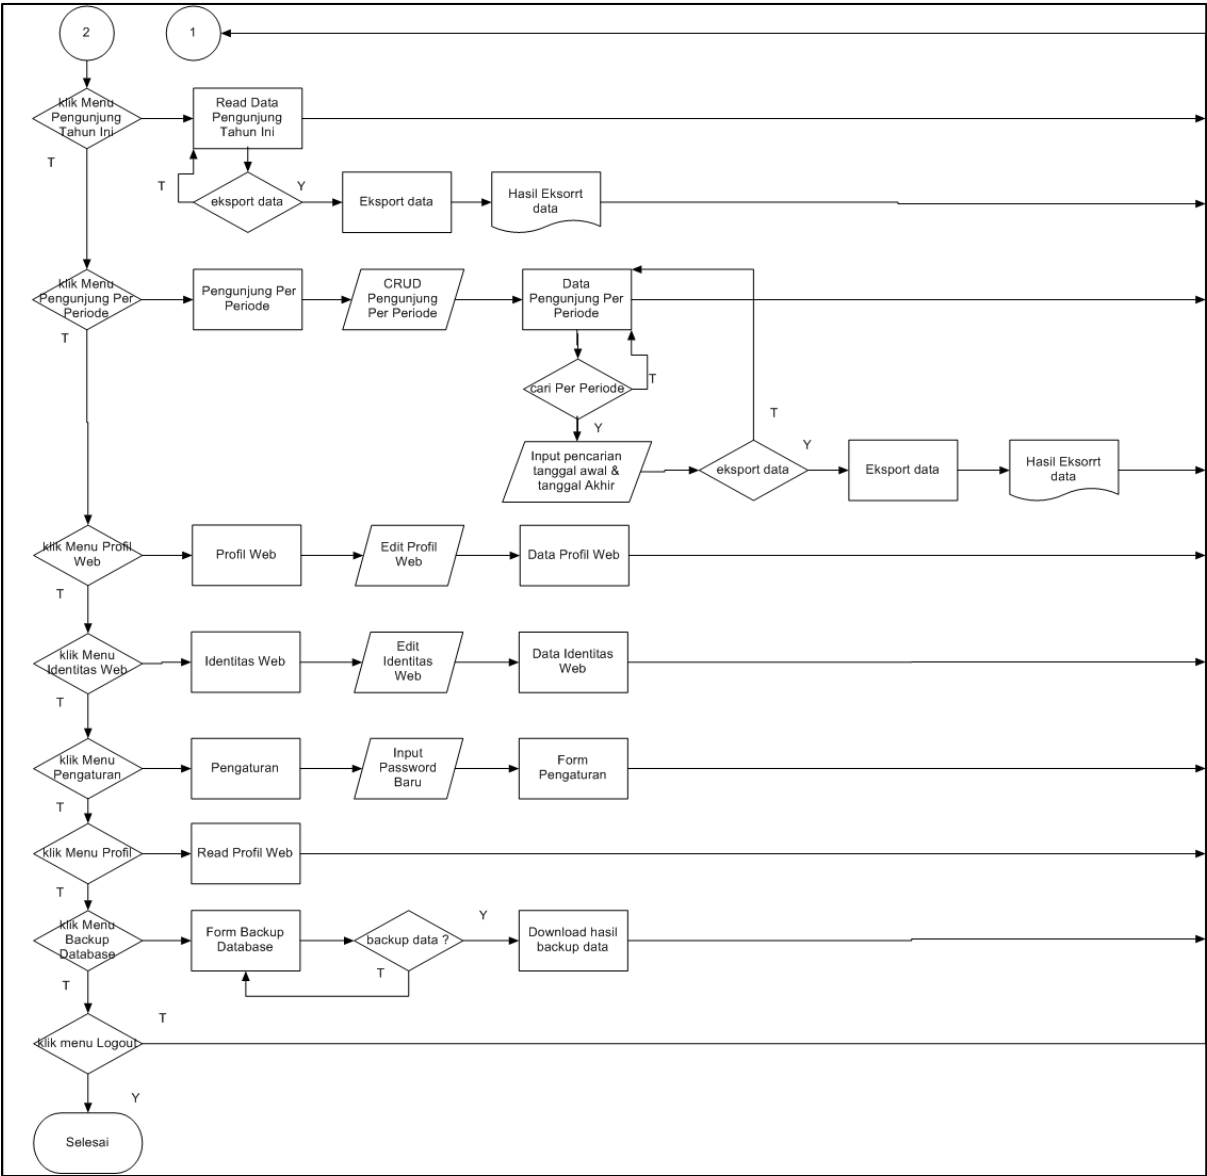 2
1
klik Menu
Pengunjung
Tahun Ini
Read Data
Pengunjung
Tahun Ini
T
T
eksport data
Y
Eksport data
Hasil Eksorrt
data
klik Menu
Pengunjung Per
Periode
T
Pengunjung Per
Periode
CRUD
Pengunjung
Per Periode
Data
Pengunjung Per
Periode
cari Per Periode
T
Y
Input pencarian
tanggal awal &
tanggal Akhir
T
eksport data
Y
Eksport data
Hasil Eksorrt
data
klik Menu Profil
Web
Profil Web
Edit Profil
Web
Data Profil Web
T
klik Menu
Identitas Web
Identitas Web
Edit
Identitas
Web
Data Identitas
Web
T
klik Menu
Pengaturan
Pengaturan
Input
Password
Baru
Form
Pengaturan
T
klik Menu Profil
Read Profil Web
T
klik Menu
Backup
Database
Form Backup
Database
backup data ?
Y
T
Download hasil
backup data
T
T
klik menu Logout
Y
Selesai